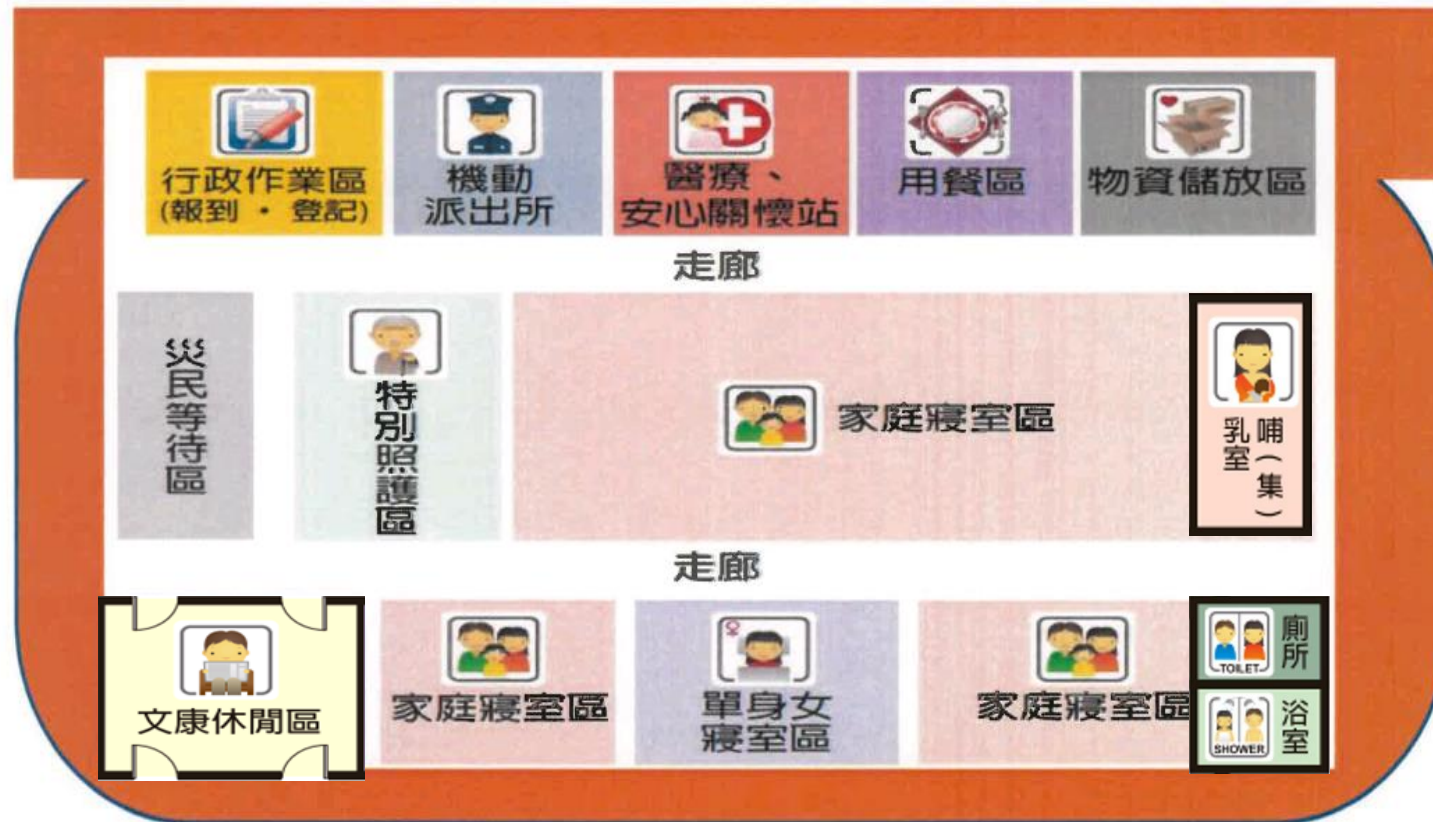 行政作業區
(報到・登記)
機動
派出所
醫療、
安心關懷站
用餐區
物資儲放區
走廊
災民等待區
特別照護區
家庭寢室區
哺(集)
乳室
走廊
文康休閒區
家庭寢室區
單身女
寢室區
家庭寢室區
TOILET
廁所
SHOWER
浴室